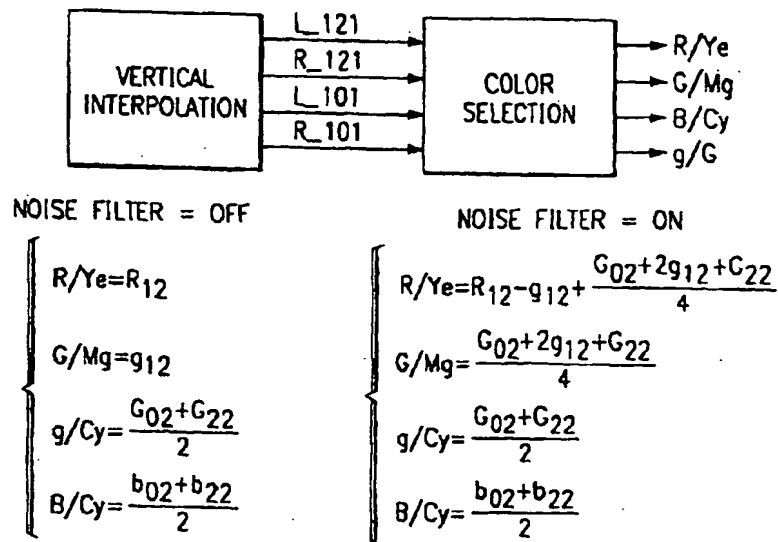 VERTICAL
INTERPOLATION
L_121
R_121
L_101
R_101
COLOR
SELECTION
R/Ye
G/Mg
B/Cy
g/G
NOISE FILTER = OFF
R/Ye=R₁₂
G/Mg=g₁₂
g/Cy=(G₀₂+G₂₂)/2
B/Cy=(b₀₂+b₂₂)/2
NOISE FILTER = ON
R/Ye=R₁₂-g₁₂+(G₀₂+2g₁₂+C₂₂)/4
G/Mg=(G₀₂+2g₁₂+G₂₂)/4
g/Cy=(G₀₂+G₂₂)/2
B/Cy=(b₀₂+b₂₂)/2